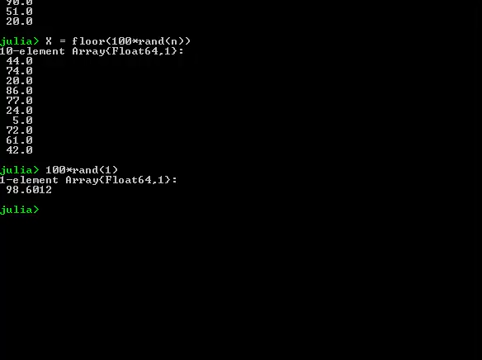 90.0
51.0
20.0
julia> X = floor(100*rand(n))
10-element Array(Float64,1):
44.0
74.0
20.0
86.0
77.0
24.0
5.0
72.0
61.0
42.0
julia> 100*rand(1)
1-element Array(Float64,1):
98.6012
julia>